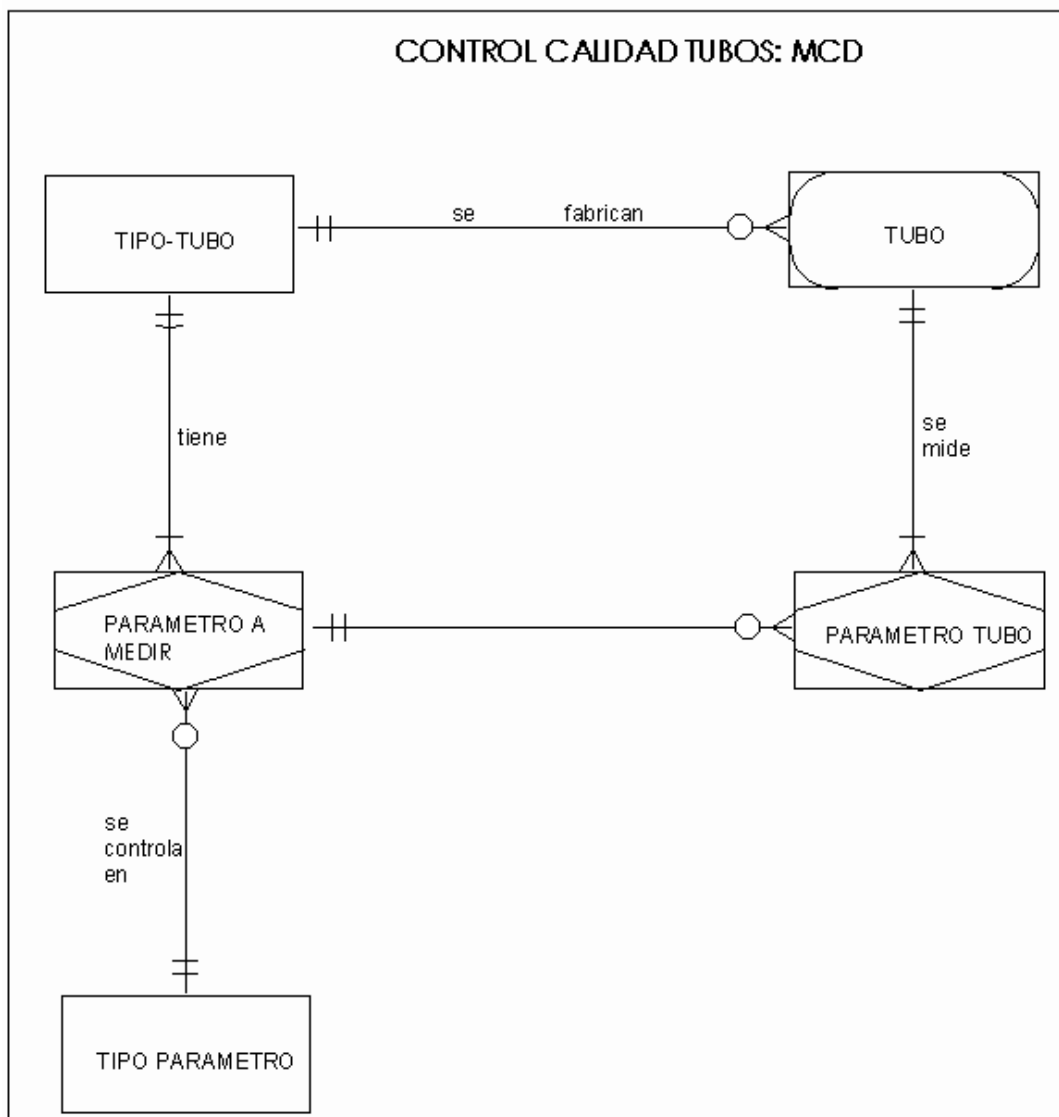 CONTROL CALIDAD TUBOS: MCD
TIPO-TUBO
se fabrican
TUBO
tiene
se
mide
PARAMETRO A
MEDIR
PARAMETRO TUBO
se
controla
en
TIPO PARAMETRO